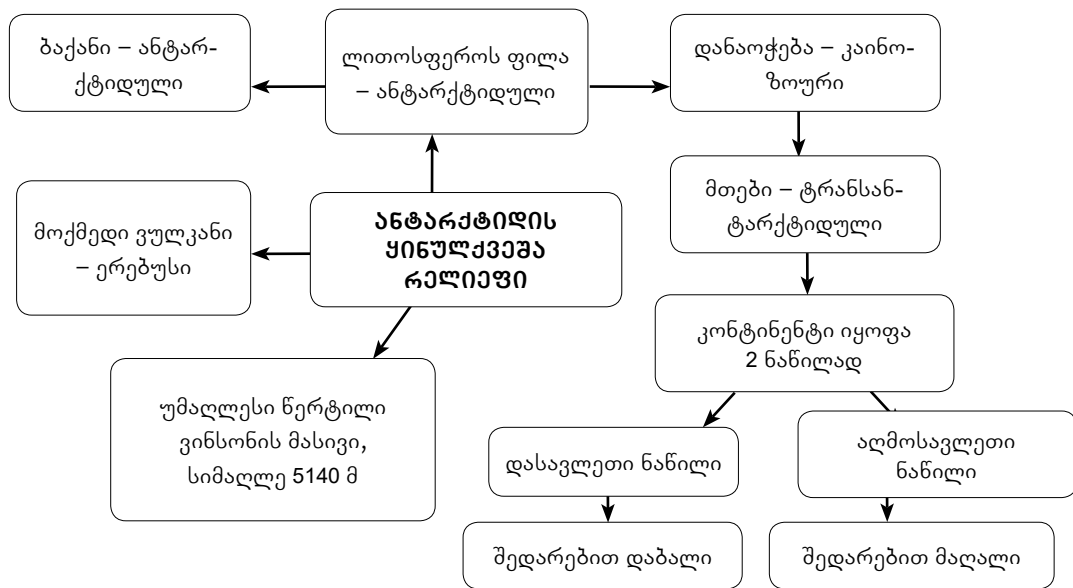 ბაქანი – ანტარ-
ქტიდული
ლითოსფეროს ფილა
– ანტარქტიდული
დანაოჭება – კაინო-
ზოური
მოქმედი ვულკანი
– ერებუსი
ანტარქტიდის
ყინულქვეშა
რელიეფი
მთები – ტრანსან-
ტარქტიდული
კონტინენტი იყოფა
2 ნაწილად
უმაღლესი წერტილი
ვინსონის მასივი,
სიმაღლე 5140 მ
დასავლეთი ნაწილი
აღმოსავლეთი
ნაწილი
შედარებით დაბალი
შედარებით მაღალი